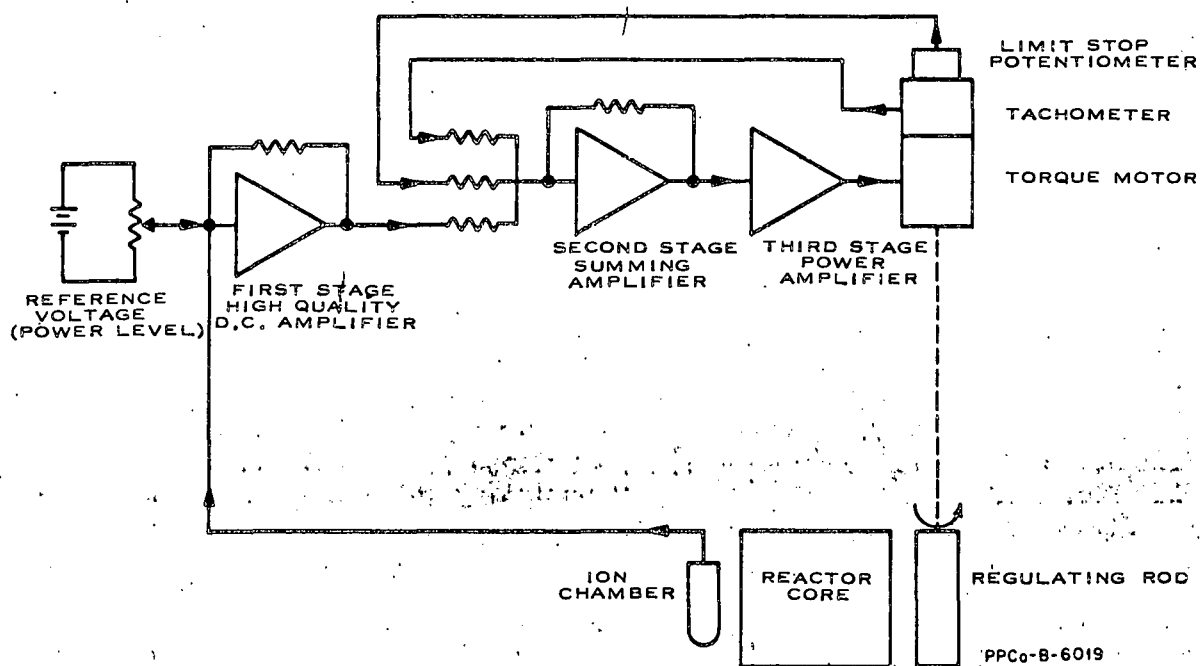 LIMIT STOP
POTENTIOMETER
TACHOMETER
TORQUE MOTOR
SECOND STAGE
SUMMING
AMPLIFIER
THIRD STAGE
POWER
AMPLIFIER
REFERENCE
VOLTAGE
(POWER LEVEL)
FIRST STAGE
HIGH QUALITY
D.C. AMPLIFIER
ION
CHAMBER
REACTOR
CORE
REGULATING ROD
PPCo-B-6019